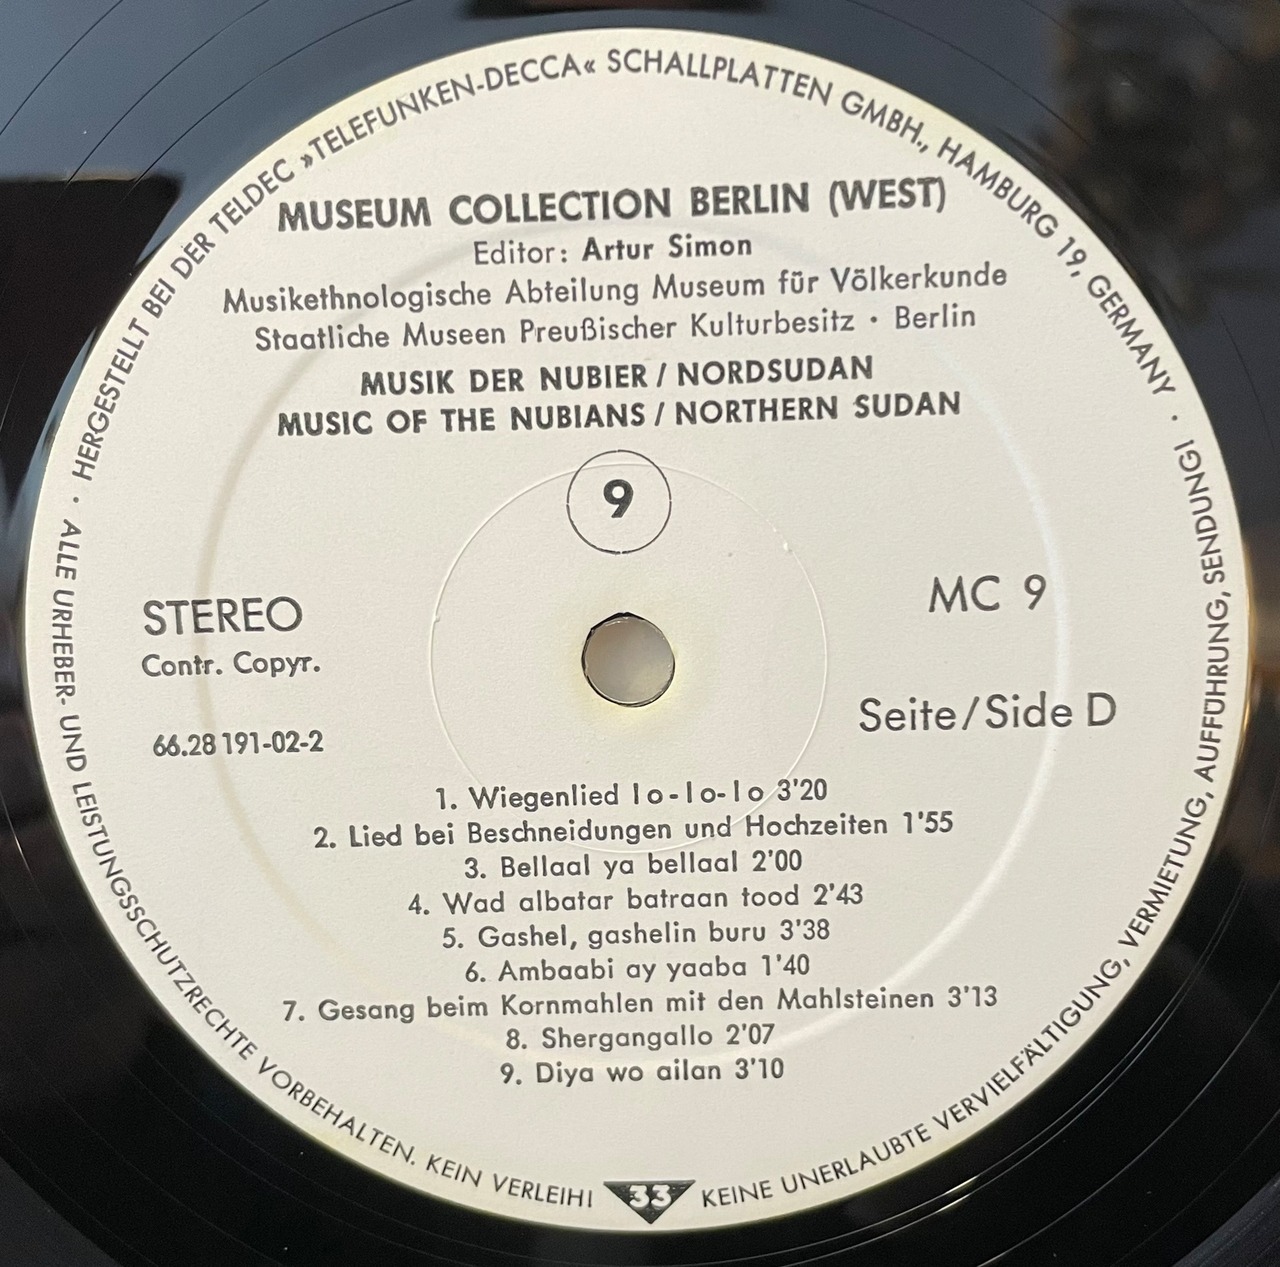 HERGESTELLT BEI DER TELDEC »TELEFUNKEN-DECCA« SCHALLPLATTEN GMBH., HAMBURG 19, GERMANY ·
MUSEUM COLLECTION BERLIN (WEST)
Editor: Artur Simon
Musikethnologische Abteilung Museum für Völkerkunde
Staatliche Museen Preußischer Kulturbesitz · Berlin
MUSIK DER NUBIER / NORDSUDAN
MUSIC OF THE NUBIANS / NORTHERN SUDAN
9
STEREO
Contr. Copyr.
66.28 191-02-2
MC 9
Seite/Side D
1. Wiegenlied lo-lo-lo 3'20
2. Lied bei Beschneidungen und Hochzeiten 1'55
3. Bellaal ya bellaal 2'00
4. Wad albatar batraan tood 2'43
5. Gashel, gashelin buru 3'38
6. Ambaabi ay yaaba 1'40
7. Gesang beim Kornmahlen mit den Mahlsteinen 3'13
8. Shergangallo 2'07
9. Diya wo ailan 3'10
· ALLE URHEBER- UND LEISTUNGSSCHUTZRECHTE VORBEHALTEN. KEIN VERLEIH!
33
KEINE UNERLAUBTE VERVIELFÄLTIGUNG, VERMIETUNG, AUFFÜHRUNG, SENDUNG!